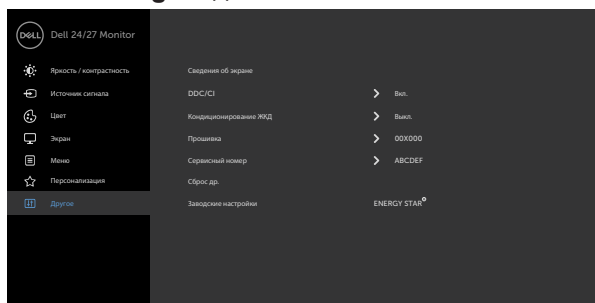 DELL
Dell 24/27 Monitor
Яркость / контрастность
Источник сигнала
Цвет
Экран
Меню
Персонализация
Другое
Сведения об экране
DDC/CI Вкл.
Кондиционирование ЖКД Выкл.
Прошивка 00X000
Сервисный номер ABCDEF
Сброс др.
Заводские настройки ENERGY STAR